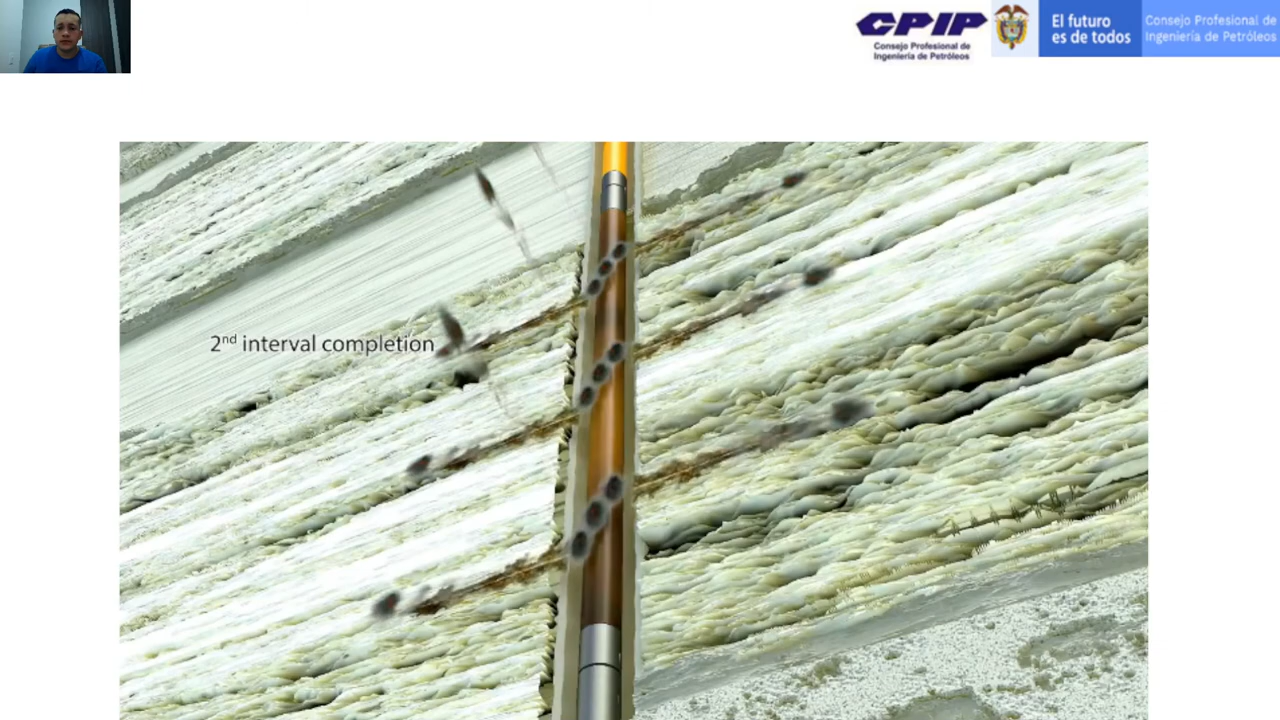 CPIP
Consejo Profesional de
Ingeniería de Petróleos
El futuro
es de todos
Consejo Profesional de
Ingeniería de Petróleos
2nd interval completion